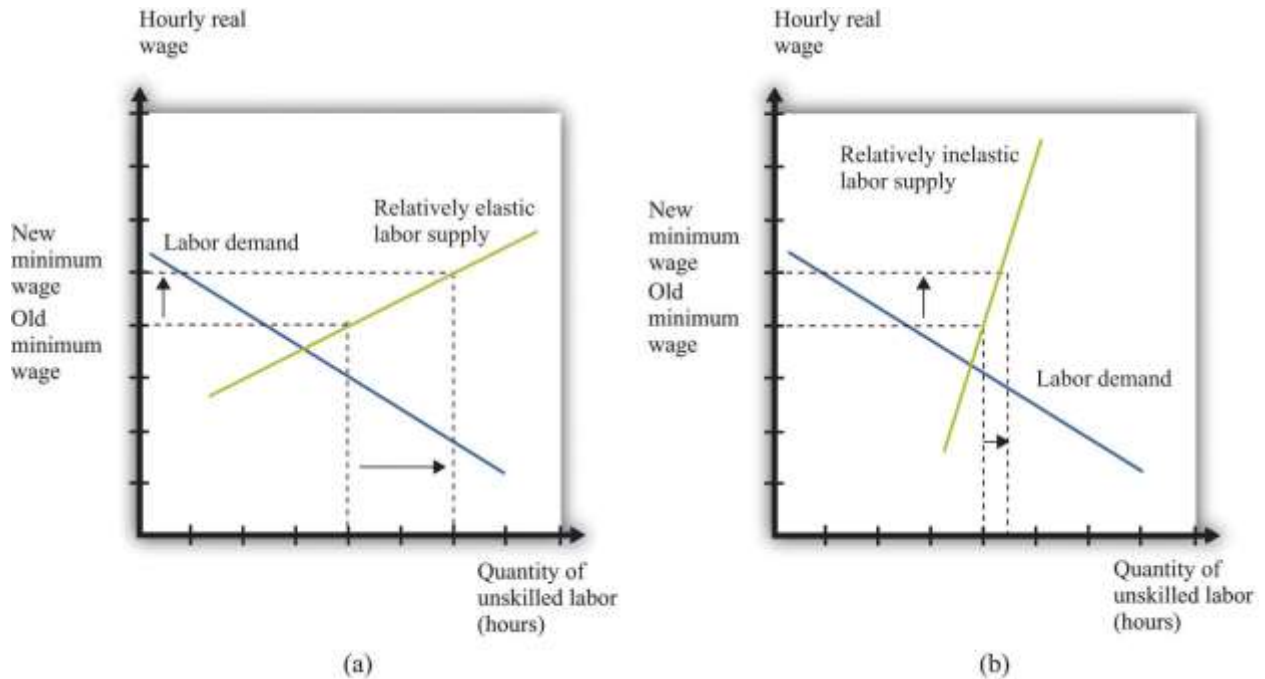 Hourly real
wage
New
minimum
wage
Old
minimum
wage
Labor demand
Relatively elastic
labor supply
Quantity of
unskilled labor
(hours)
(a)
Hourly real
wage
New
minimum
wage
Old
minimum
wage
Relatively inelastic
labor supply
Labor demand
Quantity of
unskilled labor
(hours)
(b)